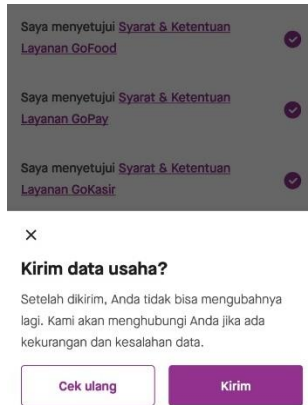 Saya menyetujui Syarat & Ketentuan
Layanan GoFood
Saya menyetujui Syarat & Ketentuan
Layanan GoPay
Saya menyetujui Syarat & Ketentuan
Layanan GoKasir
Kirim data usaha?
Setelah dikirim, Anda tidak bisa mengubahnya
lagi. Kami akan menghubungi Anda jika ada
kekurangan dan kesalahan data.
Cek ulang
Kirim